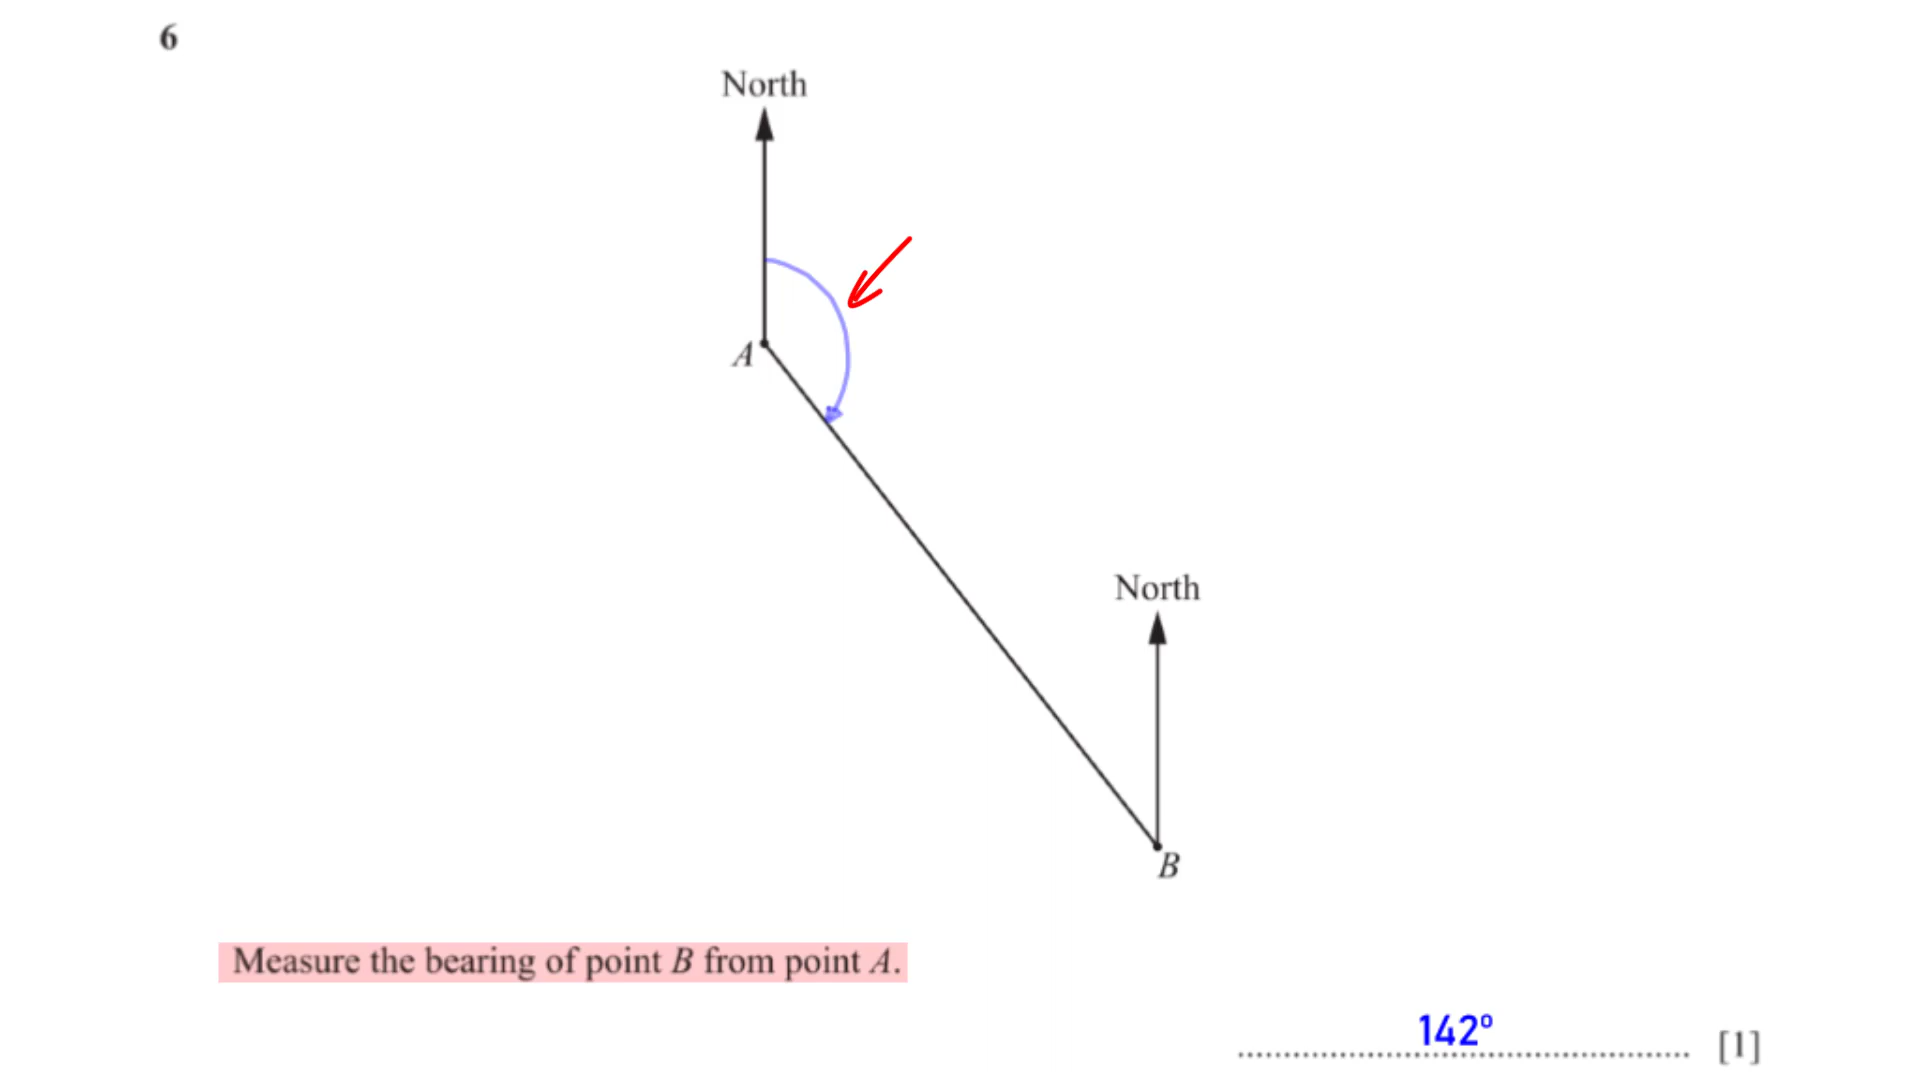 6
North
A
North
B
Measure the bearing of point B from point A.
142° [1]